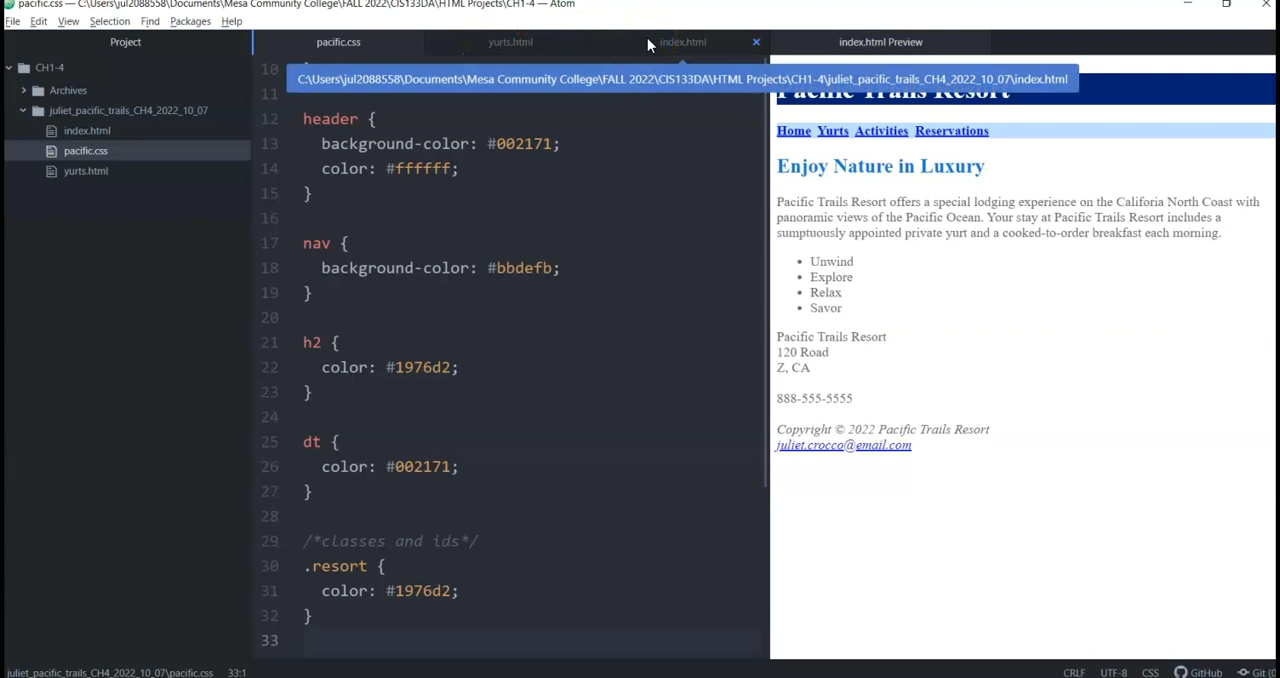 pacific.css — C:\Users\jul2088558\Documents\Mesa Community College\FALL 2022\CIS133DA\HTML Projects\CH1-4 — Atom
File Edit View Selection Find Packages Help
Project
pacific.css
yurts.html
index.html
index.html Preview
C:\Users\jul2088558\Documents\Mesa Community College\FALL 2022\CIS133DA\HTML Projects\CH1-4\juliet_pacific_trails_CH4_2022_10_07\index.html
CH1-4
Archives
juliet_pacific_trails_CH4_2022_10_07
index.html
pacific.css
yurts.html
10
11
12 header {
13 background-color: #002171;
14 color: #ffffff;
15 }
16
17 nav {
18 background-color: #bbdefb;
19 }
20
21 h2 {
22 color: #1976d2;
23 }
24
25 dt {
26 color: #002171;
27 }
28
29 /*classes and ids*/
30 .resort {
31 color: #1976d2;
32 }
33
Pacific Trails Resort
Home Yurts Activities Reservations
Enjoy Nature in Luxury
Pacific Trails Resort offers a special lodging experience on the Califoria North Coast with
panoramic views of the Pacific Ocean. Your stay at Pacific Trails Resort includes a
sumptuously appointed private yurt and a cooked-to-order breakfast each morning.
• Unwind
• Explore
• Relax
• Savor
Pacific Trails Resort
120 Road
Z, CA
888-555-5555
Copyright © 2022 Pacific Trails Resort
juliet.crocco@email.com
juliet_pacific_trails_CH4_2022_10_07\pacific.css 33:1
CRLF UTF-8 CSS GitHub Git (0